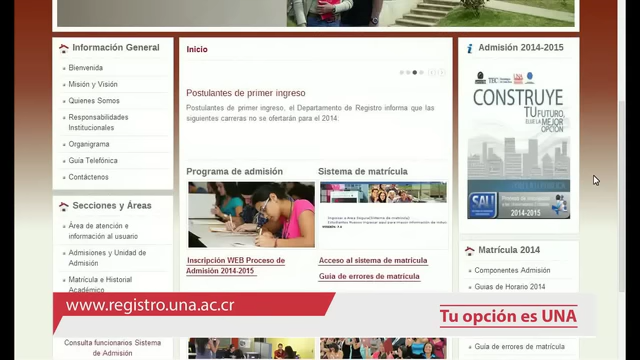 Información General
Bienvenida
Misión y Visión
Quienes Somos
Responsabilidades
Institucionales
Organigrama
Guía Telefónica
Contáctenos
Secciones y Áreas
Área de atención e
información al usuario
Admisiones y Unidad de
Admisión
Matrícula e Historial
Académico
Consulta funcionarios Sistema
de Admisión
Inicio
Postulantes de primer ingreso
Postulantes de primer ingreso, el Departamento de Registro informa que las
siguientes carreras no se ofertarán para el 2014:
Programa de admisión
Inscripción WEB Proceso de
Admisión 2014-2015
Sistema de matrícula
Acceso al sistema de matrícula
Guía de errores de matrícula
Admisión 2014-2015
TEC
UNA
CONSTRUYE
TU FUTURO,
ELIGE LA MEJOR
OPCIÓN
SAU
2014-2015
Matrícula 2014
Componentes Admisión
Guías de Horario 2014
Guía de errores de matrícula
www.registro.una.ac.cr
Tu opción es UNA